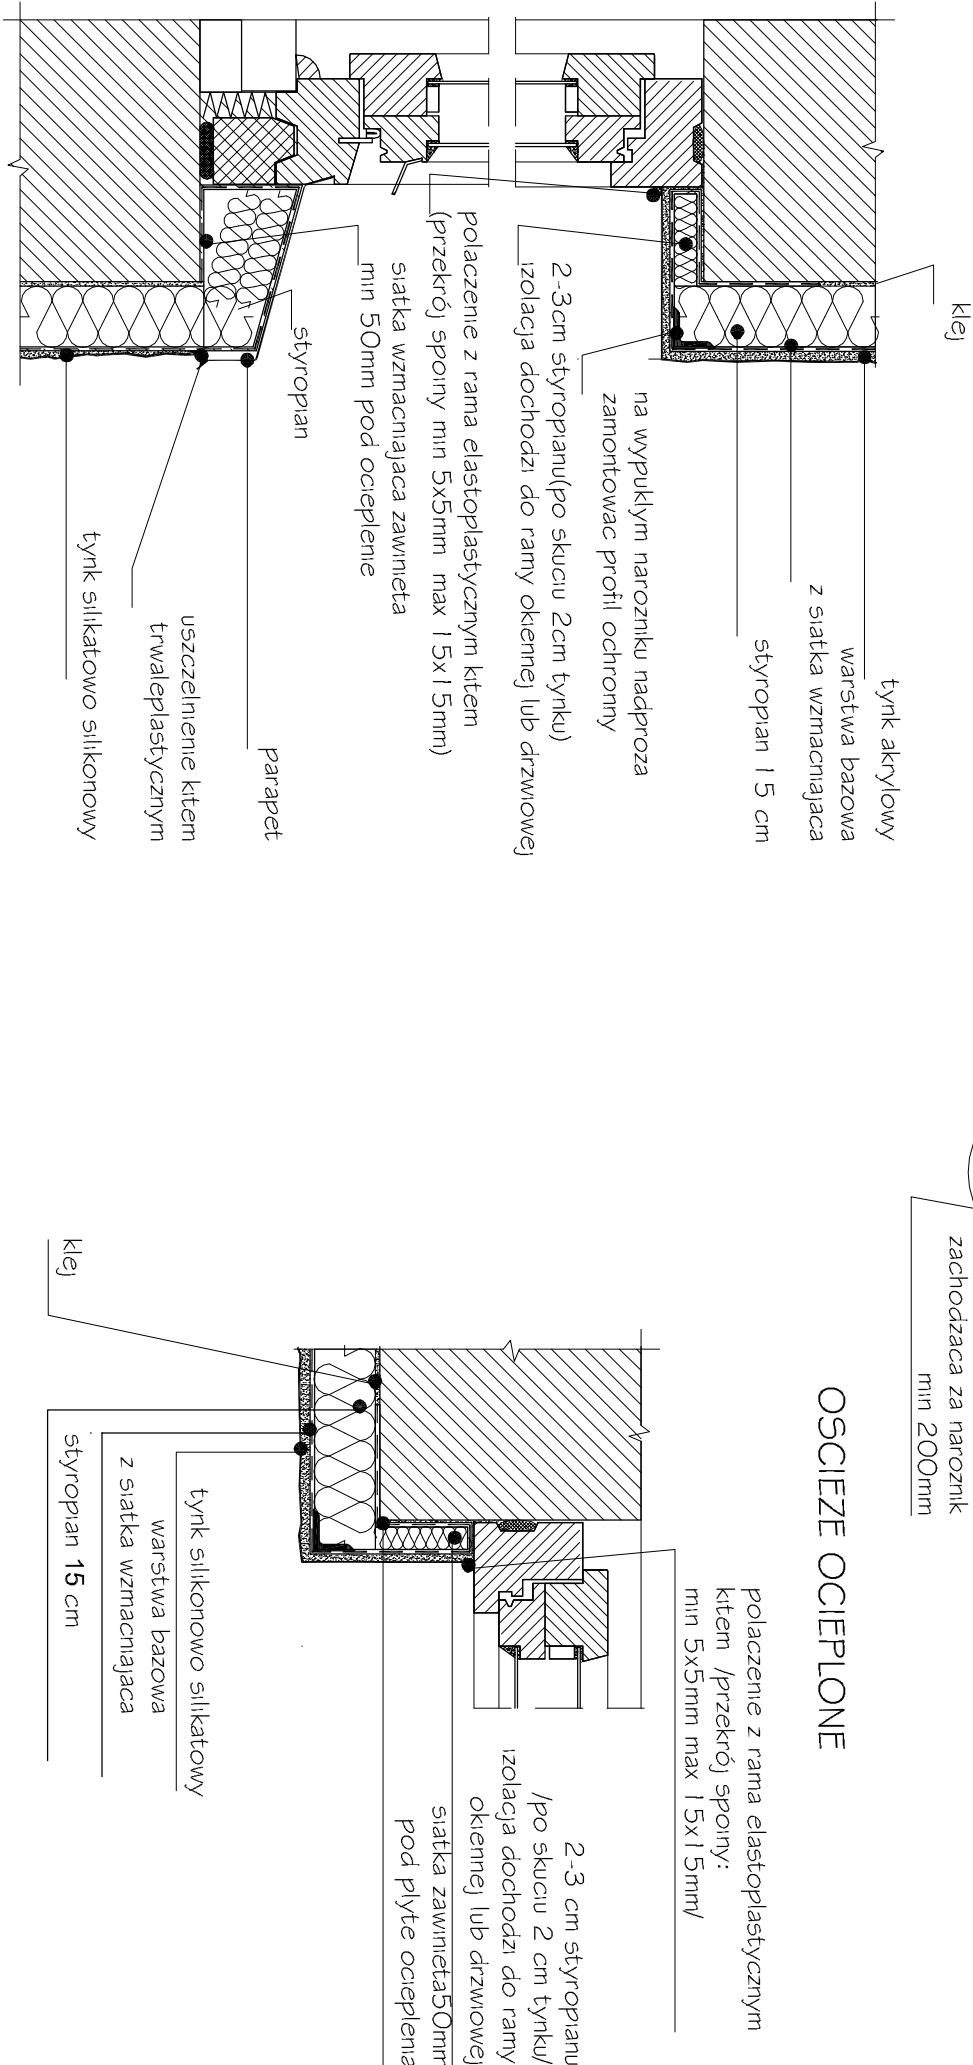 klej
tynk akrylowy
warstwa bazowa
z siatka wzmacniajaca
styropian 15 cm
na wypuklym narozniku nadproza
zamontowac profil ochronny
2-3cm styropianu(po skuciu 2cm tynku)
izolacja dochodzi do ramy okiennej lub drzwiowej
polaczenie z rama elastoplastycznym kitem
(przekrój spoiny min 5x5mm max 15x15mm)
siatka wzmacniajaca zawinieta
min 50mm pod ocieplenie
styropian
parapet
uszczelnienie kitem
trwaleplastycznym
tynk silikatowo silikonowy
zachodzaca za naroznik
min 200mm
OSCIEZE OCIEPLONE
polaczenie z rama elastoplastycznym
kitem /przekrój spoiny:
min 5x5mm max 15x15mm/
2-3 cm styropianu
/po skuciu 2 cm tynku/
izolacja dochodzi do ramy
okiennej lub drzwiowej
siatka zawinieta50mm
pod plyte ocieplenia
tynk silikonowo silikatowy
warstwa bazowa
z siatka wzmacniajaca
styropian 15 cm
klej